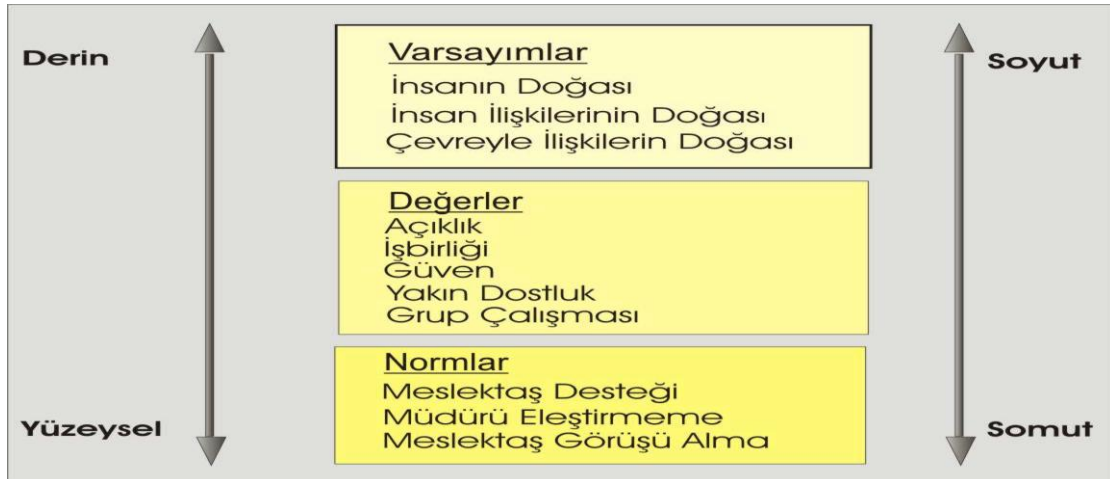 Derin
Varsayımlar
Soyut
İnsanın Doğası
İnsan İlişkilerinin Doğası
Çevreyle İlişkilerin Doğası
Değerler
Açıklık
İşbirliği
Güven
Yakın Dostluk
Grup Çalışması
Normlar
Meslektaş Desteği
Müdürü Eleştirmeme
Meslektaş Görüşü Alma
Yüzeysel
Somut